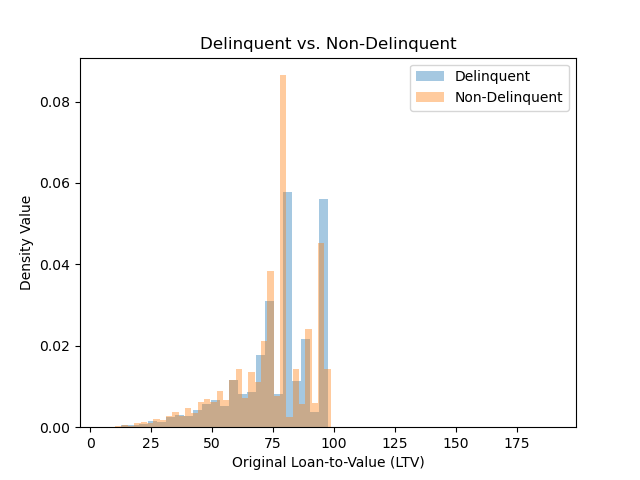 Delinquent vs. Non-Delinquent
Delinquent
Non-Delinquent
0.08
0.06
0.04
0.02
0.00
Density Value
0 25 50 75 100 125 150 175
Original Loan-to-Value (LTV)